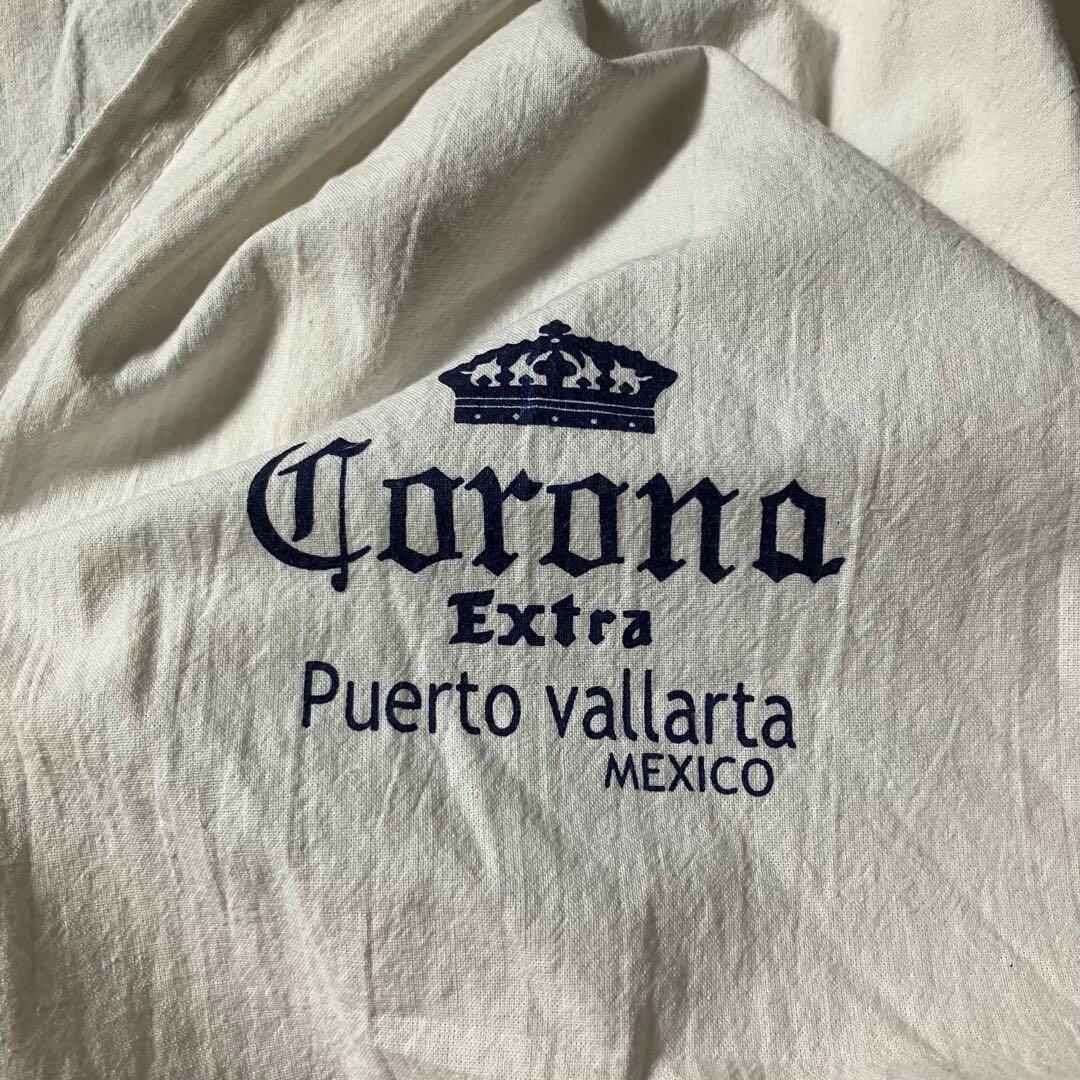 Corona
Extra
Puerto vallarta
MEXICO